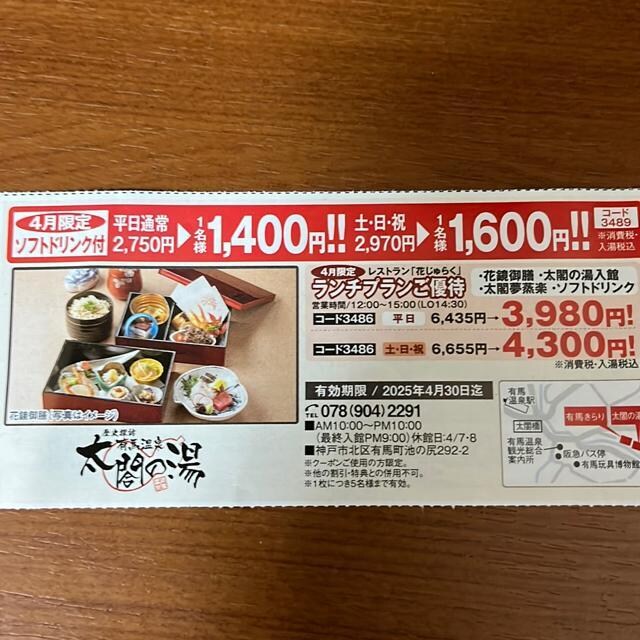 4月限定
ソフトドリンク付
平日通常
2,750円▶1名様1,400円!!
土・日・祝
2,970円▶1名様1,600円!!
コード
3489
※消費税・
入湯税込
4月限定 レストラン「花じゅらく」
ランチプランご優待
営業時間/12:00~15:00(LO14:30)
・花鏡御膳・太閤の湯入館
・太閤夢蒸楽・ソフトドリンク
コード3486 平日 6,435円→3,980円!
コード3486 土・日・祝 6,655円→4,300円!
※消費税・入湯税込
花鏡御膳(写真はイメージ)
歴史探訪
有馬温泉
太閤の湯
有効期限/2025年4月30日迄
TEL 078(904)2291
■AM10:00~PM10:00
(最終入館PM9:00)休館日:4/7・8
■神戸市北区有馬町池の尻292-2
※クーポンご使用の方限定。
※他の割引・特典との併用不可。
※1枚につき5名様まで有効。
有馬
温泉駅
太閤橋
有馬きらり
太閤の湯
有馬温泉
観光総合
案内所
阪急バス停
有馬玩具博物館